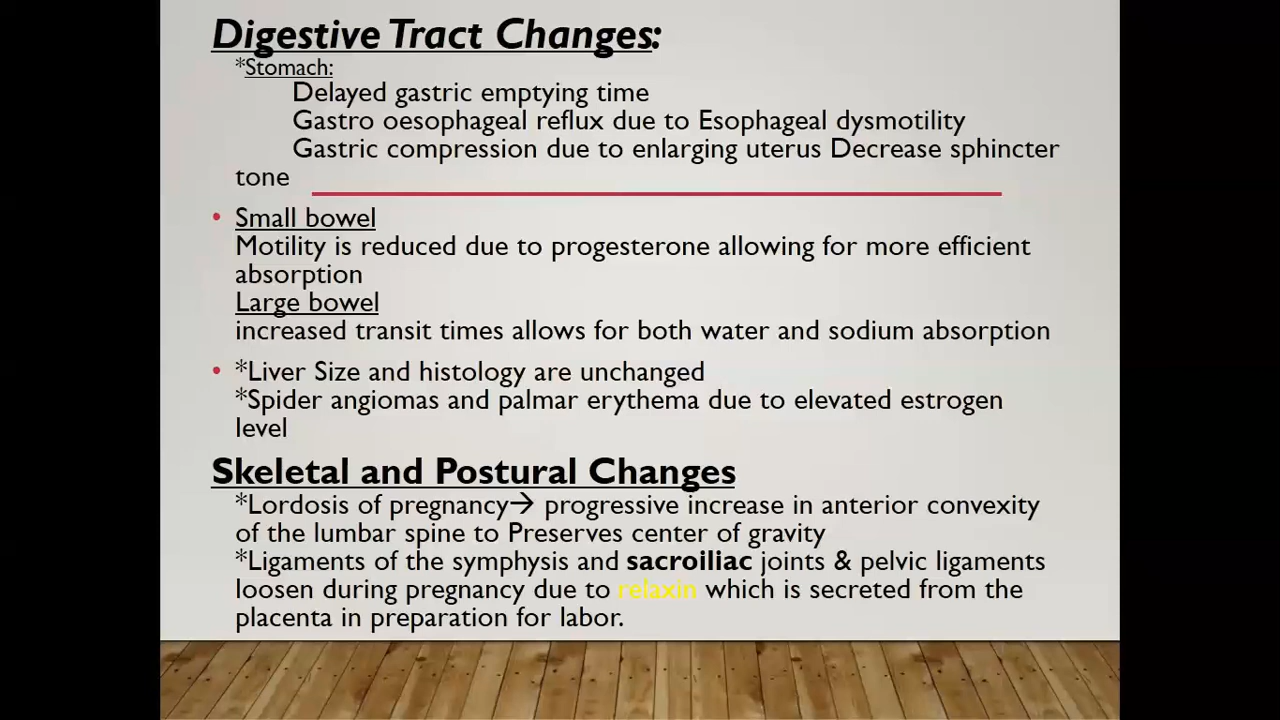 Digestive Tract Changes:
*Stomach:
Delayed gastric emptying time
Gastro oesophageal reflux due to Esophageal dysmotility
Gastric compression due to enlarging uterus Decrease sphincter
tone
• Small bowel
Motility is reduced due to progesterone allowing for more efficient
absorption
Large bowel
increased transit times allows for both water and sodium absorption
• *Liver Size and histology are unchanged
*Spider angiomas and palmar erythema due to elevated estrogen
level
Skeletal and Postural Changes
*Lordosis of pregnancy→ progressive increase in anterior convexity
of the lumbar spine to Preserves center of gravity
*Ligaments of the symphysis and sacroiliac joints & pelvic ligaments
loosen during pregnancy due to relaxin which is secreted from the
placenta in preparation for labor.